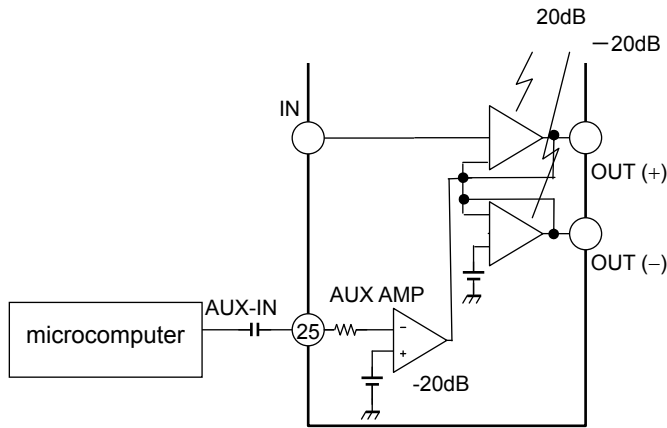 20dB
－20dB
IN
OUT (+)
OUT (−)
AUX-IN
AUX AMP
microcomputer
25
−
+
-20dB